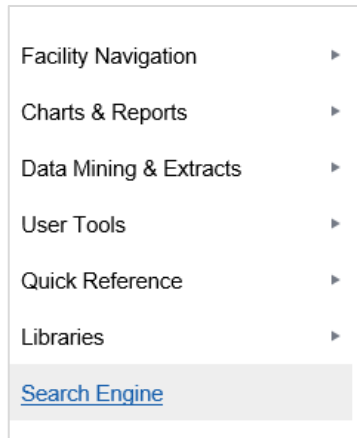 Facility Navigation
Charts & Reports
Data Mining & Extracts
User Tools
Quick Reference
Libraries
Search Engine